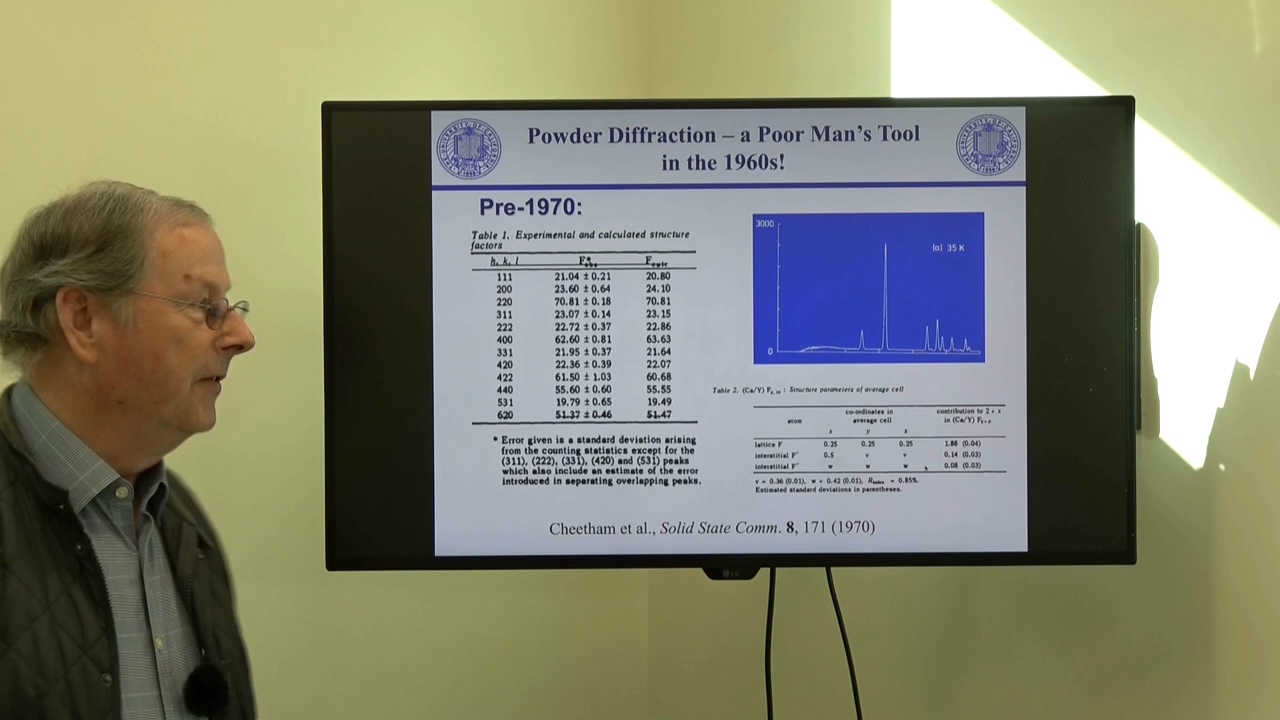 Powder Diffraction – a Poor Man's Tool
in the 1960s!
Pre-1970:
Table 1. Experimental and calculated structure
factors
h, k, l
111 21.04 ± 0.21 20.80
200 23.60 ± 0.64 24.10
220 70.81 ± 0.18 70.81
311 23.07 ± 0.14 23.15
222 22.72 ± 0.37 22.86
400 62.60 ± 0.81 63.63
331 21.95 ± 0.37 21.64
420 22.36 ± 0.39 22.07
422 61.50 ± 1.03 60.68
440 55.60 ± 0.60 55.55
531 19.79 ± 0.65 19.49
620 51.37 ± 0.46 51.47
* Error given is a standard deviation arising
from the counting statistics except for the
(311), (222), (331), (420) and (531) peaks
which also include an estimate of the error
introduced in separating overlapping peaks.
3000
(a) 35 K
0
Table 2. (Ca/Y) : Structure parameters of average cell
atom
co-ordinates in
average cell
contribution to 2 + x
in (Ca/Y)
lattice F 0.25 0.25 0.25 1.88 (0.04)
interstitial F' 0.5 v v 0.14 (0.03)
interstitial F" w w w 0.08 (0.03)
v = 0.36 (0.01), w = 0.42 (0.01), = 0.85%.
Estimated standard deviations in parentheses.
Cheetham et al., Solid State Comm. 8, 171 (1970)
LG